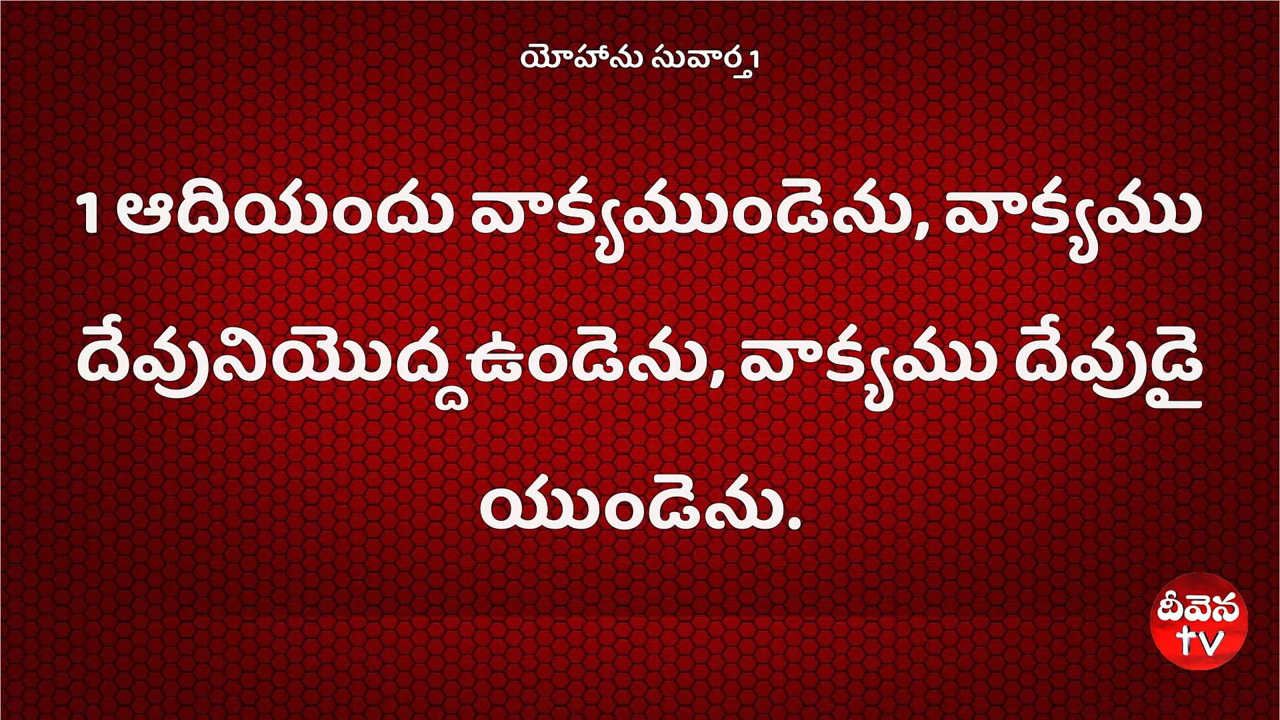 యోహాను సువార్త 1
1 ఆదియందు వాక్యముండెను, వాక్యము
దేవునియొద్ద ఉండెను, వాక్యము దేవుడై
యుండెను.
దీవెన
tv